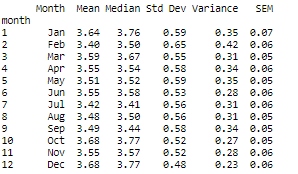 Month Mean Median Std Dev Variance SEM
month
1 Jan 3.64 3.76 0.59 0.35 0.07
2 Feb 3.40 3.50 0.65 0.42 0.06
3 Mar 3.59 3.67 0.55 0.31 0.05
4 Apr 3.55 3.54 0.58 0.34 0.06
5 May 3.51 3.52 0.59 0.35 0.05
6 Jun 3.55 3.58 0.53 0.28 0.06
7 Jul 3.42 3.41 0.56 0.31 0.06
8 Aug 3.48 3.50 0.56 0.31 0.05
9 Sep 3.49 3.44 0.58 0.34 0.05
10 Oct 3.68 3.77 0.52 0.27 0.05
11 Nov 3.55 3.57 0.52 0.28 0.06
12 Dec 3.68 3.77 0.48 0.23 0.06